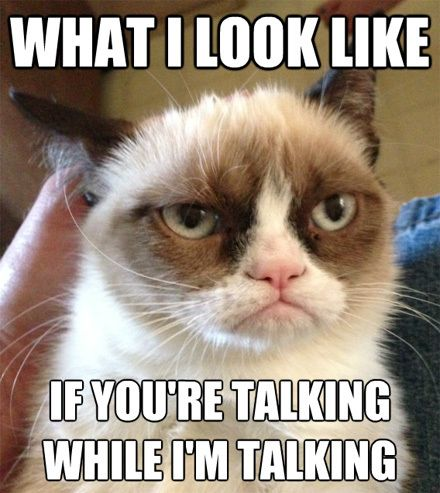 WHAT I LOOK LIKE
IF YOU'RE TALKING
WHILE I'M TALKING